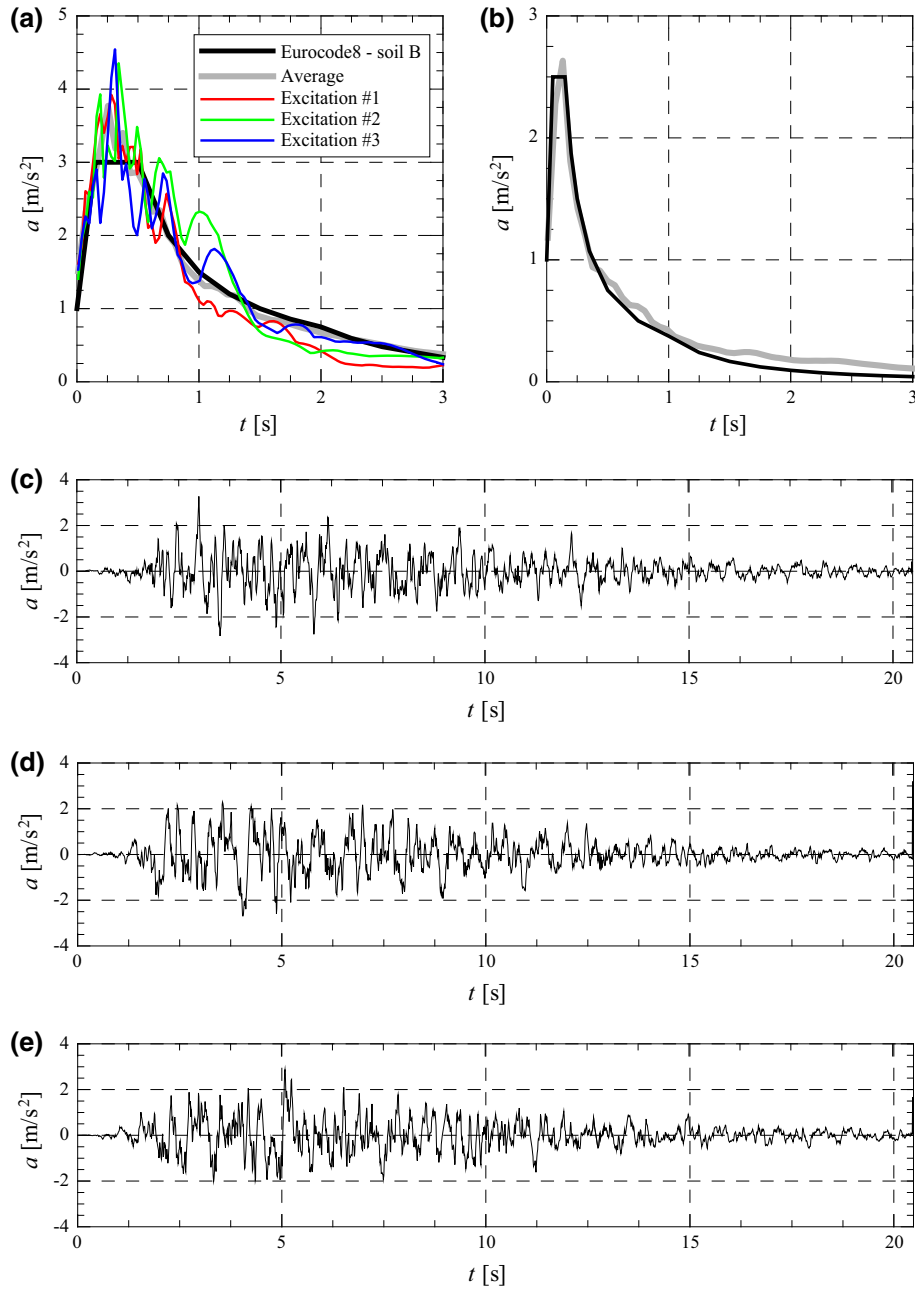 (a)
5
4
3
2
1
0
a [m/s²]
0
1
2
3
t [s]
Eurocode8 - soil B
Average
Excitation #1
Excitation #2
Excitation #3
(b)
3
2
1
0
a [m/s²]
0
1
2
3
t [s]
(c)
4
2
0
-2
-4
a [m/s²]
0
5
10
15
20
t [s]
(d)
4
2
0
-2
-4
a [m/s²]
0
5
10
15
20
t [s]
(e)
4
2
0
-2
-4
a [m/s²]
0
5
10
15
20
t [s]